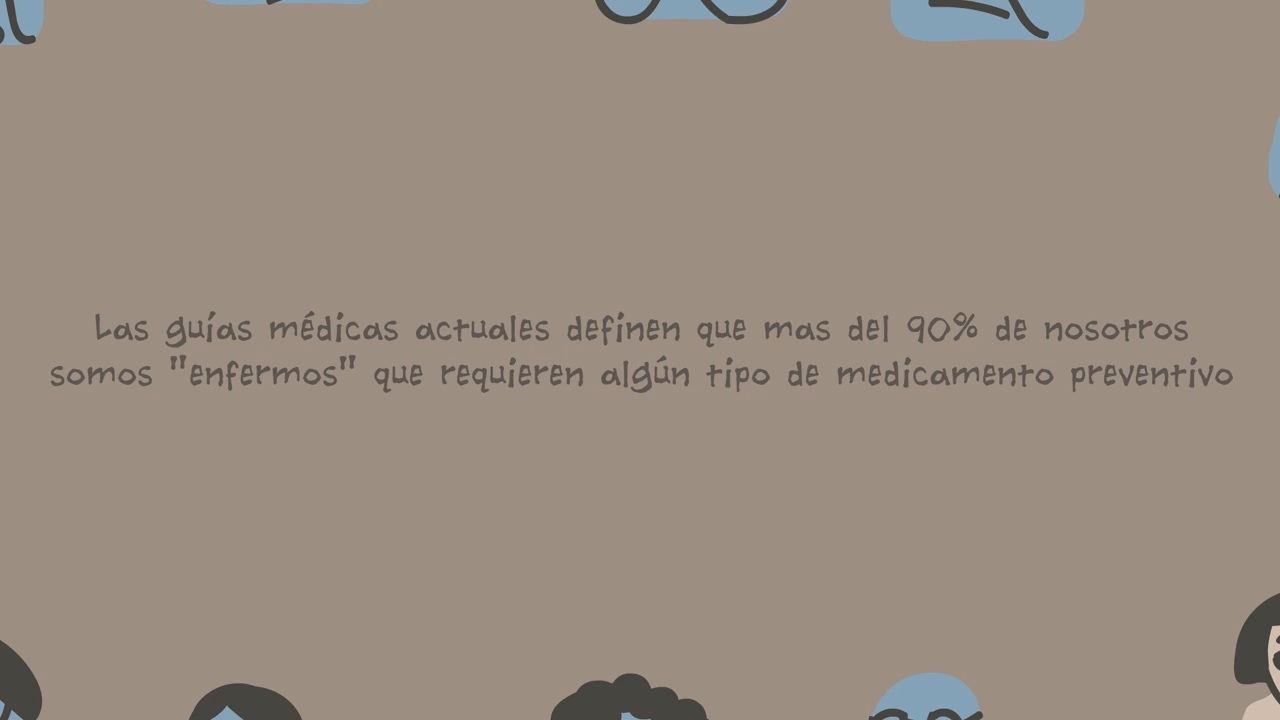 Las guías médicas actuales definen que mas del 90% de nosotros
somos "enfermos" que requieren algún tipo de medicamento preventivo